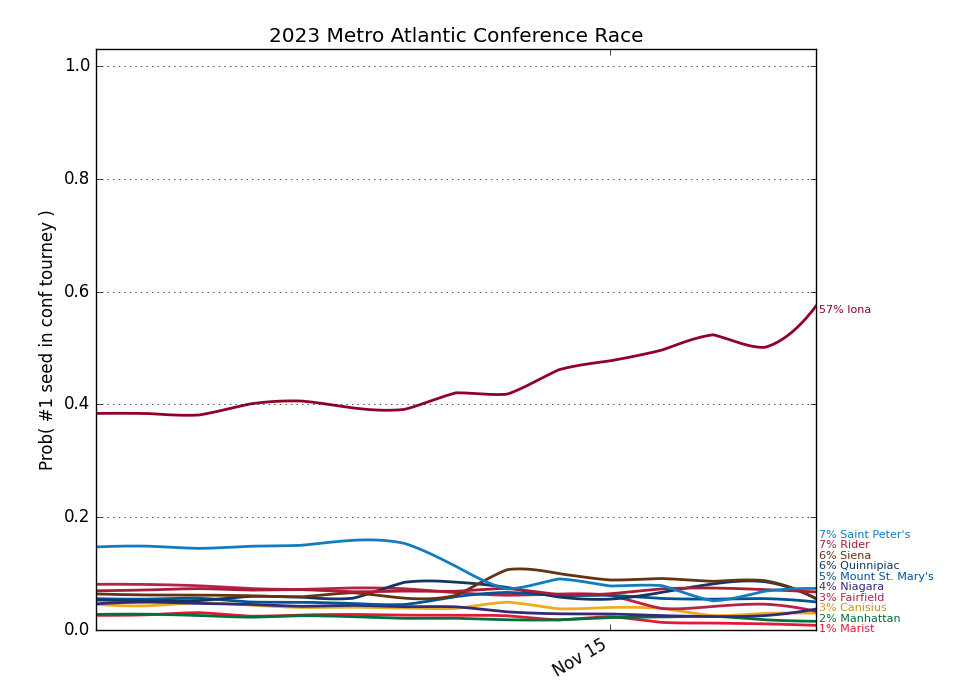 2023 Metro Atlantic Conference Race
Prob( #1 seed in conf tourney )
1.0
0.8
0.6
0.4
0.2
0.0
Nov 15
57% Iona
7% Saint Peter's
7% Rider
6% Siena
6% Quinnipiac
5% Mount St. Mary's
4% Niagara
3% Fairfield
3% Canisius
2% Manhattan
1% Marist